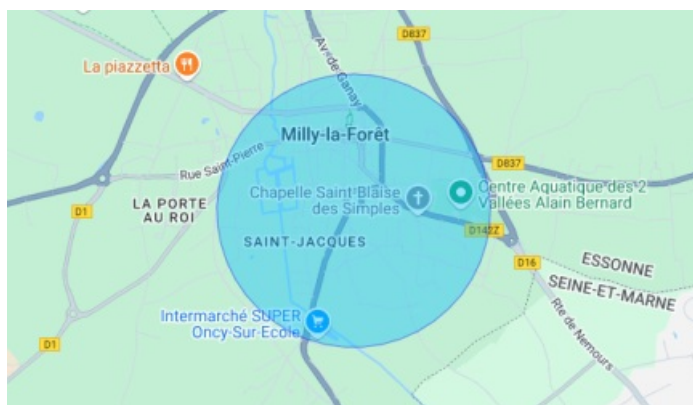 D837
Av. de Ganay
La piazzetta
Milly-la-Forêt
Rue Saint-Pierre
D837
Chapelle Saint Blaise
des Simples
Centre Aquatique des 2
Vallées Alain Bernard
LA PORTE
AU ROI
D1
D142Z
SAINT-JACQUES
D16
ESSONNE
SEINE-ET-MARNE
Intermarché SUPER
Oncy-Sur-Ecole
Rte de Nemours
D1